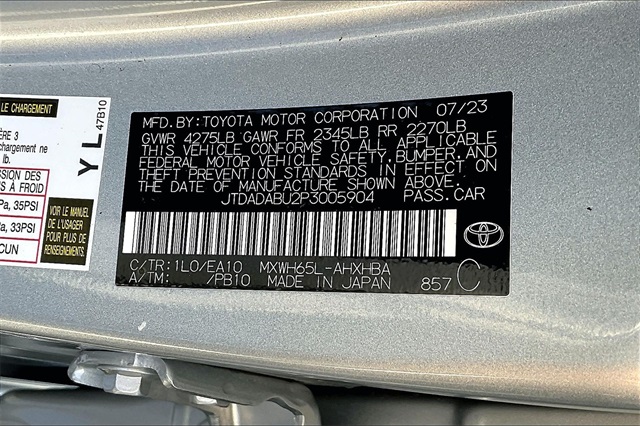 LE CHARGEMENT
47B10
YL
ÈRE 3
chargement ne
lb.
SSION DES
S À FROID
Pa, 35PSI
Pa, 33PSI
CUN
VOIR LE MANUEL
DE L'USAGER
POUR PLUS DE
RENSEIGNEMENTS
MFD.BY:TOYOTA MOTOR CORPORATION 07/23
GVWR 4275LB GAWR FR 2345LB RR 2270LB
THIS VEHICLE CONFORMS TO ALL APPLICABLE
FEDERAL MOTOR VEHICLE SAFETY,BUMPER,AND
THEFT PREVENTION STANDARDS IN EFFECT ON
THE DATE OF MANUFACTURE SHOWN ABOVE.
JTDADABU2P3005904 PASS.CAR
C/TR:1L0/EA10 MXWH65L-AHXHBA
A/TM: /PB10 MADE IN JAPAN 857 C